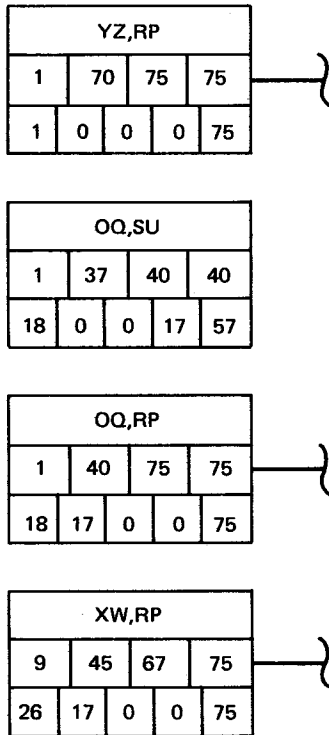 YZ,RP
1 70 75 75
1 0 0 0 75
OQ,SU
1 37 40 40
18 0 0 17 57
OQ,RP
1 40 75 75
18 17 0 0 75
XW,RP
9 45 67 75
26 17 0 0 75